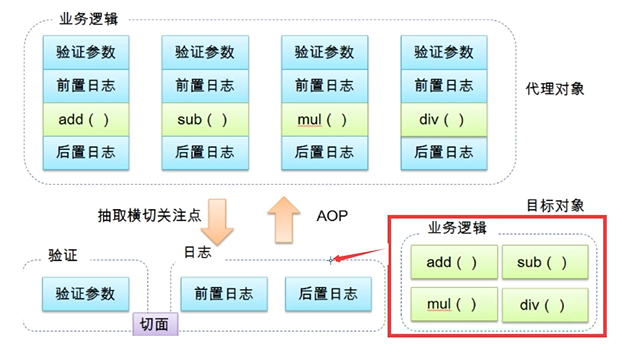 业务逻辑
验证参数 验证参数 验证参数 验证参数
前置日志 前置日志 前置日志 前置日志
add（ ） sub（ ） mul（ ） div（ ）
后置日志 后置日志 后置日志 后置日志
代理对象
抽取横切关注点
AOP
目标对象
验证
验证参数
日志
前置日志 后置日志
切面
业务逻辑
add（ ） sub（ ）
mul（ ） div（ ）